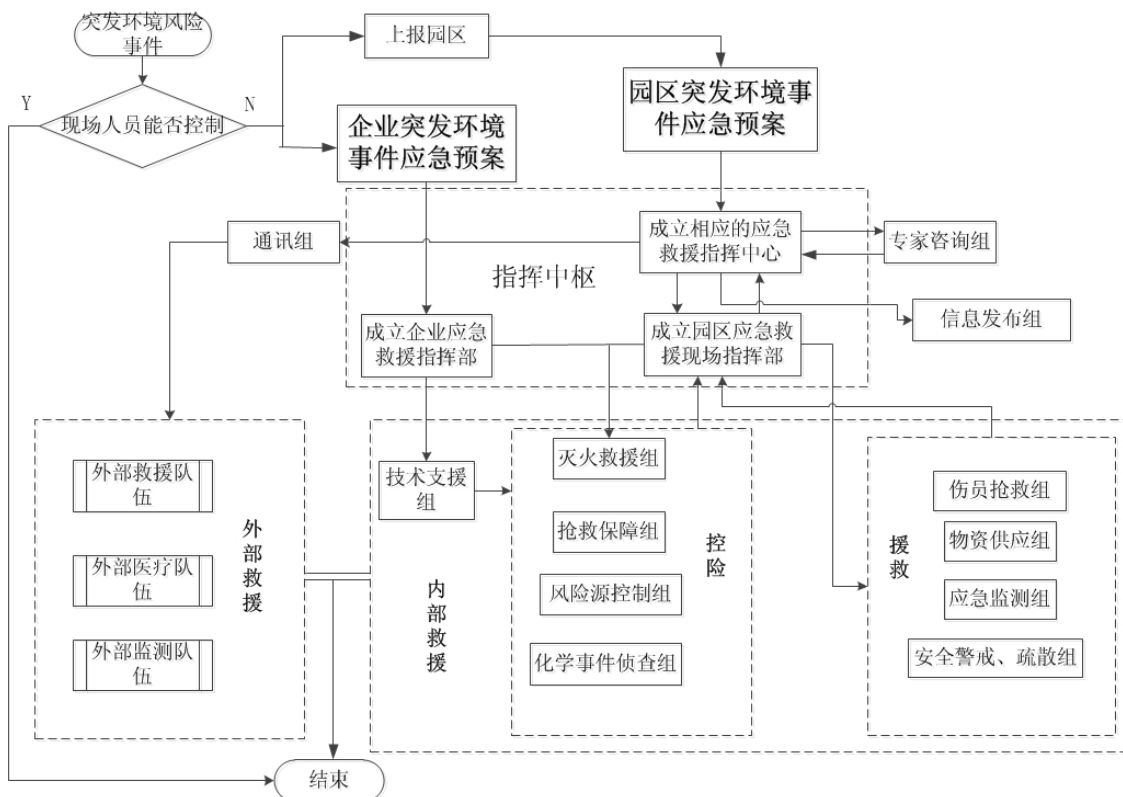 突发环境风险
事件
上报园区
Y
N
现场人员能否控制
园区突发环境事
件应急预案
企业突发环境
事件应急预案
通讯组
成立相应的应急
救援指挥中心
专家咨询组
指挥中枢
信息发布组
成立企业应急
救援指挥部
成立园区应急救
援现场指挥部
外部救援队
伍
外部医疗队
伍
外部监测队
伍
外部救援
技术支援
组
内部救援
灭火救援组
抢救保障组
风险源控制组
化学事件侦查组
控险
援救
伤员抢救组
物资供应组
应急监测组
安全警戒、疏散组
结束